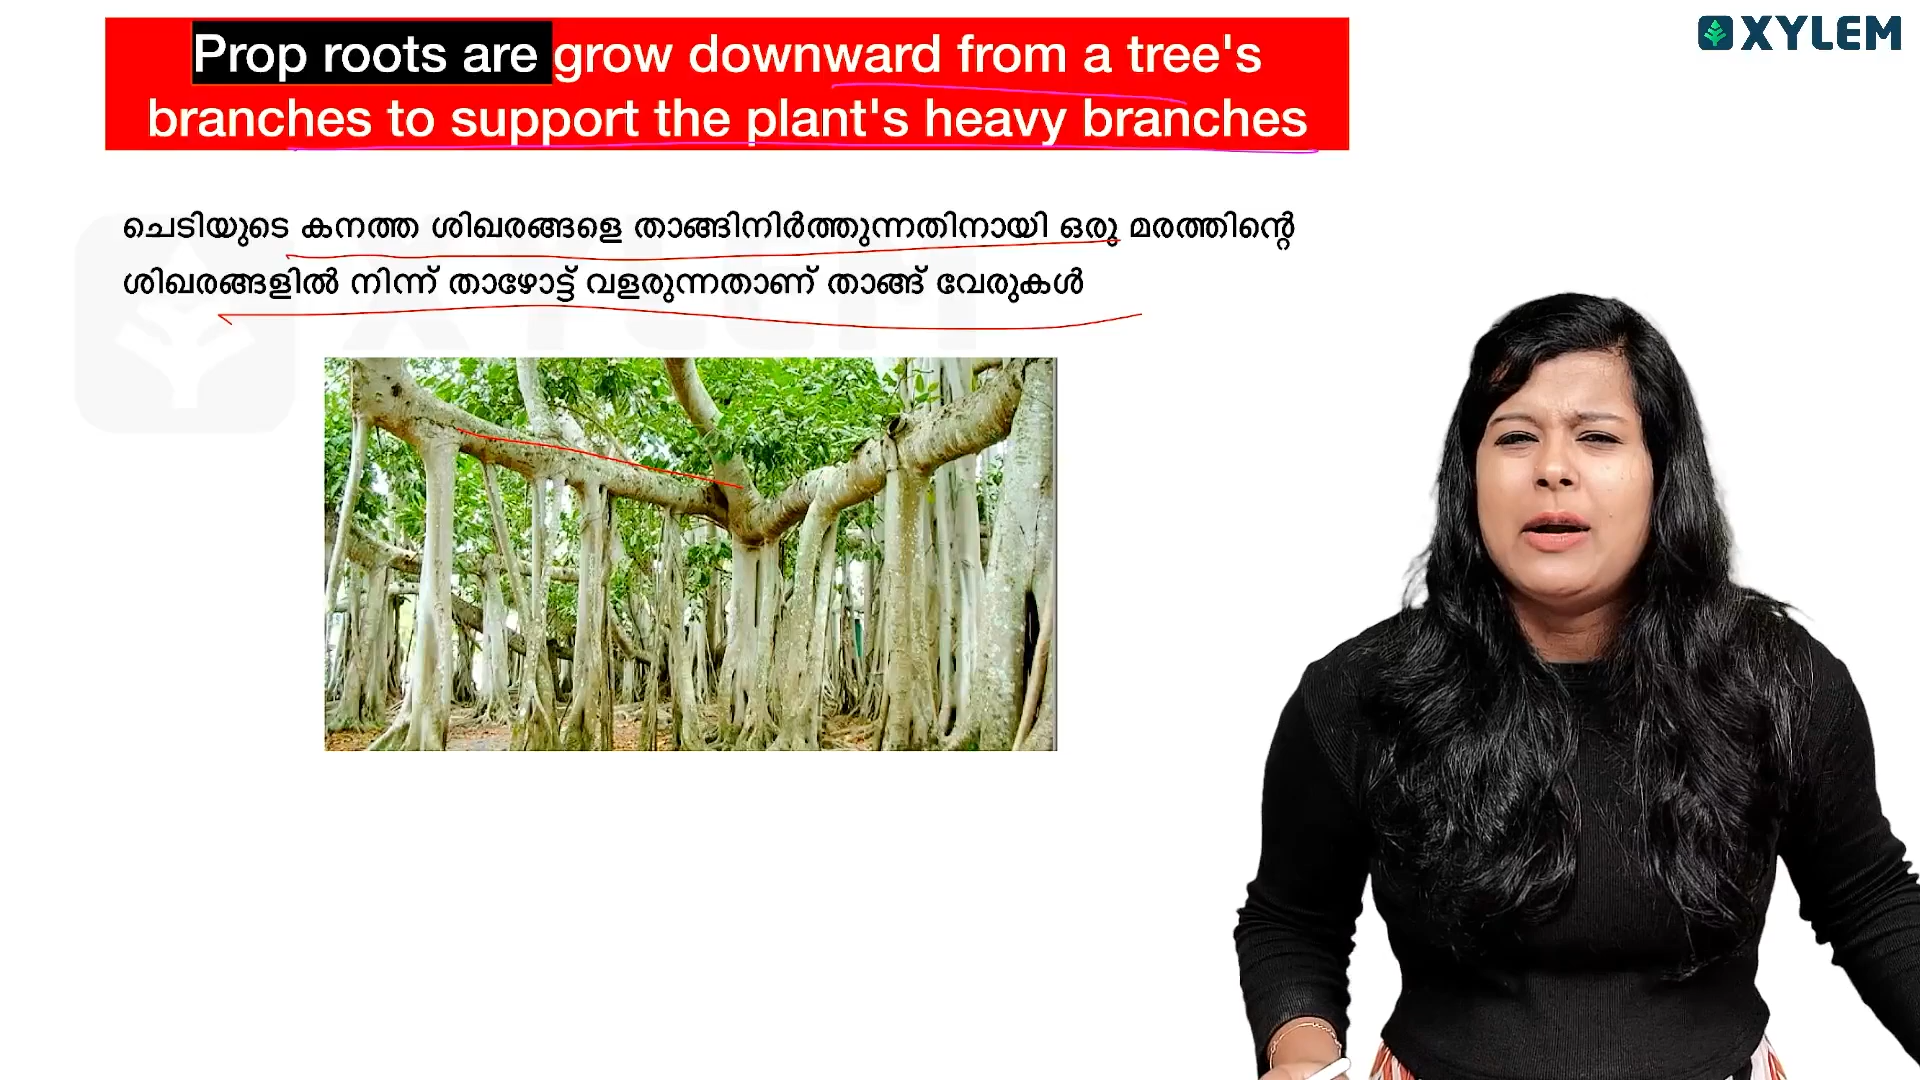 Prop roots are grow downward from a tree's
branches to support the plant's heavy branches
XYLEM
ചെടിയുടെ കനത്ത ശിഖരങ്ങളെ താങ്ങിനിർത്തുന്നതിനായി ഒരു മരത്തിന്റെ
ശിഖരങ്ങളിൽ നിന്ന് താഴോട്ട് വളരുന്നതാണ് താങ്ങ് വേരുകൾ
XYLEM